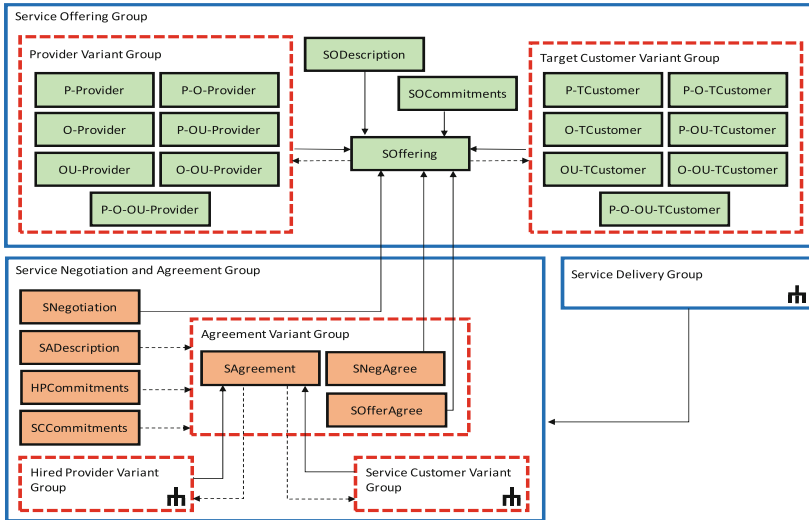 Service Offering Group
Provider Variant Group
P-Provider
P-O-Provider
O-Provider
P-OU-Provider
OU-Provider
O-OU-Provider
P-O-OU-Provider
SODescription
SOCommitments
SOffering
Target Customer Variant Group
P-TCustomer
P-O-TCustomer
O-TCustomer
P-OU-TCustomer
OU-TCustomer
O-OU-TCustomer
P-O-OU-TCustomer
Service Negotiation and Agreement Group
SNegotiation
SADescription
HPCommitments
SCCommitments
Agreement Variant Group
SAgreement
SNegAgree
SOfferAgree
Hired Provider Variant
Group
Service Customer Variant
Group
Service Delivery Group